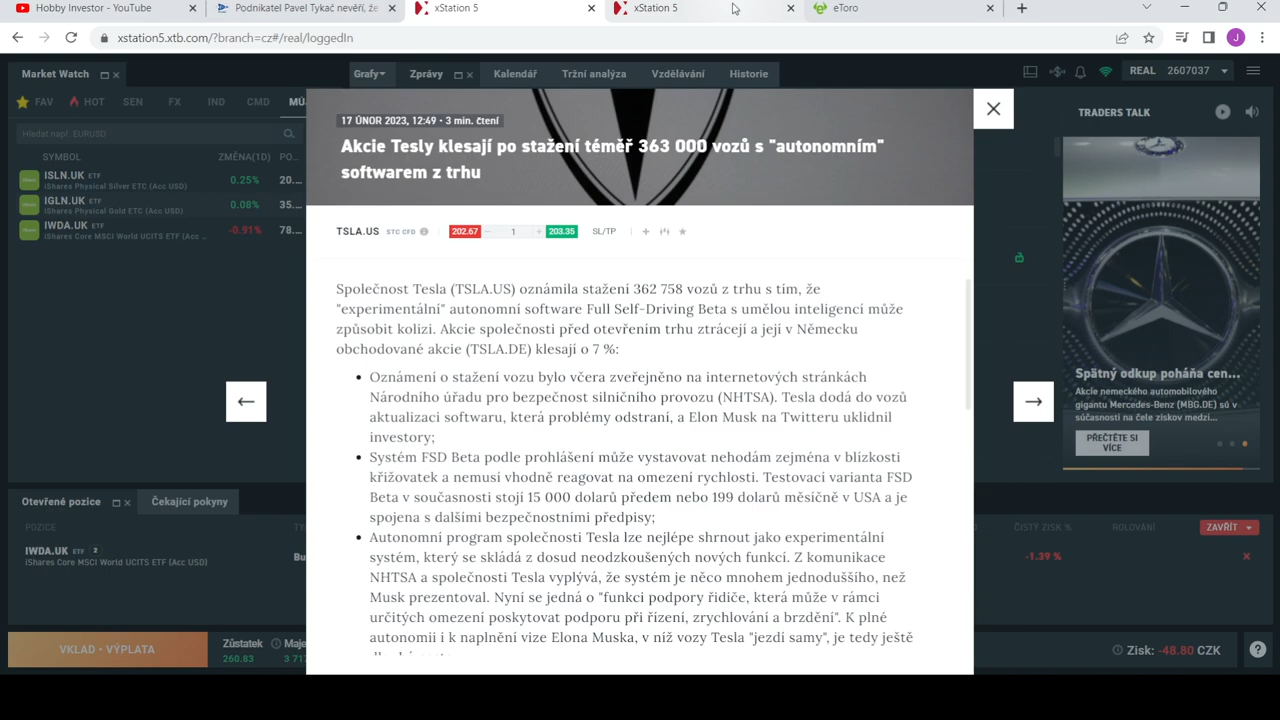 Hobby Investor - YouTube
Podnikatel Pavel Tykač nevěří, že
xStation 5
xStation 5
eToro
xstation5.xtb.com/?branch=cz#/real/loggedIn
J
Market Watch
Grafy
Zprávy
Kalendář
Tržní analýza
Vzdělávání
Historie
REAL 2607037
FAV
HOT
SEN
FX
IND
CMD
Hledat např. EURUSD
SYMBOL
ZMĚNA(1D)
PO...
ISLN.UK ETF
0.25%
20....
iShares Physical Silver ETC (Acc USD)
IGLN.UK ETF
0.08%
35....
iShares Physical Gold ETC (Acc USD)
IWDA.UK ETF
-0.91%
78....
iShares Core MSCI World UCITS ETF (Acc ...
17 ÚNOR 2023, 12:49 • 3 min. čtení
Akcie Tesly klesají po stažení téměř 363 000 vozů s "autonomním"
softwarem z trhu
TSLA.US STC CFD
202.67
1
203.35
SL/TP
Společnost Tesla (TSLA.US) oznámila stažení 362 758 vozů z trhu s tím, že
"experimentální" autonomní software Full Self-Driving Beta s umělou inteligencí může
způsobit kolizi. Akcie společnosti před otevřením trhu ztrácejí a její v Německu
obchodované akcie (TSLA.DE) klesají o 7 %:
• Oznámení o stažení vozu bylo včera zveřejněno na internetových stránkách
Národního úřadu pro bezpečnost silničního provozu (NHTSA). Tesla dodá do vozů
aktualizaci softwaru, která problémy odstraní, a Elon Musk na Twitteru uklidnil
investory;
• Systém FSD Beta podle prohlášení může vystavovat nehodám zejména v blízkosti
křižovatek a nemusí vhodně reagovat na omezení rychlosti. Testovací varianta FSD
Beta v současnosti stojí 15 000 dolarů předem nebo 199 dolarů měsíčně v USA a je
spojena s dalšími bezpečnostními předpisy;
• Autonomní program společnosti Tesla lze nejlépe shrnout jako experimentální
systém, který se skládá z dosud neodzkoušených nových funkcí. Z komunikace
NHTSA a společnosti Tesla vyplývá, že systém je něco mnohem jednoduššího, než
Musk prezentoval. Nyní se jedná o "funkci podpory řidiče, která může v rámci
určitých omezení poskytovat podporu při řízení, zrychlování a brzdění". K plné
autonomii i k naplnění vize Elona Muska, v níž vozy Tesla "jezdí samy", je tedy ještě
TRADERS TALK
Spätný odkup poháňa cen...
Akcie nemeckého automobilového
gigantu Mercedes-Benz (MBG.DE) sú v
súčasnosti na čele ziskov medzi...
PŘEČTĚTE SI
VÍCE
Otevřené pozice
Čekající pokyny
POZICE
ČISTÝ ZISK %
ROLOVÁNÍ
ZAVŘÍT
IWDA.UK ETF 2
iShares Core MSCI World UCITS ETF (Acc USD)
-1.39 %
VKLAD • VÝPLATA
Zůstatek
260.83
Zisk: -48.80 CZK